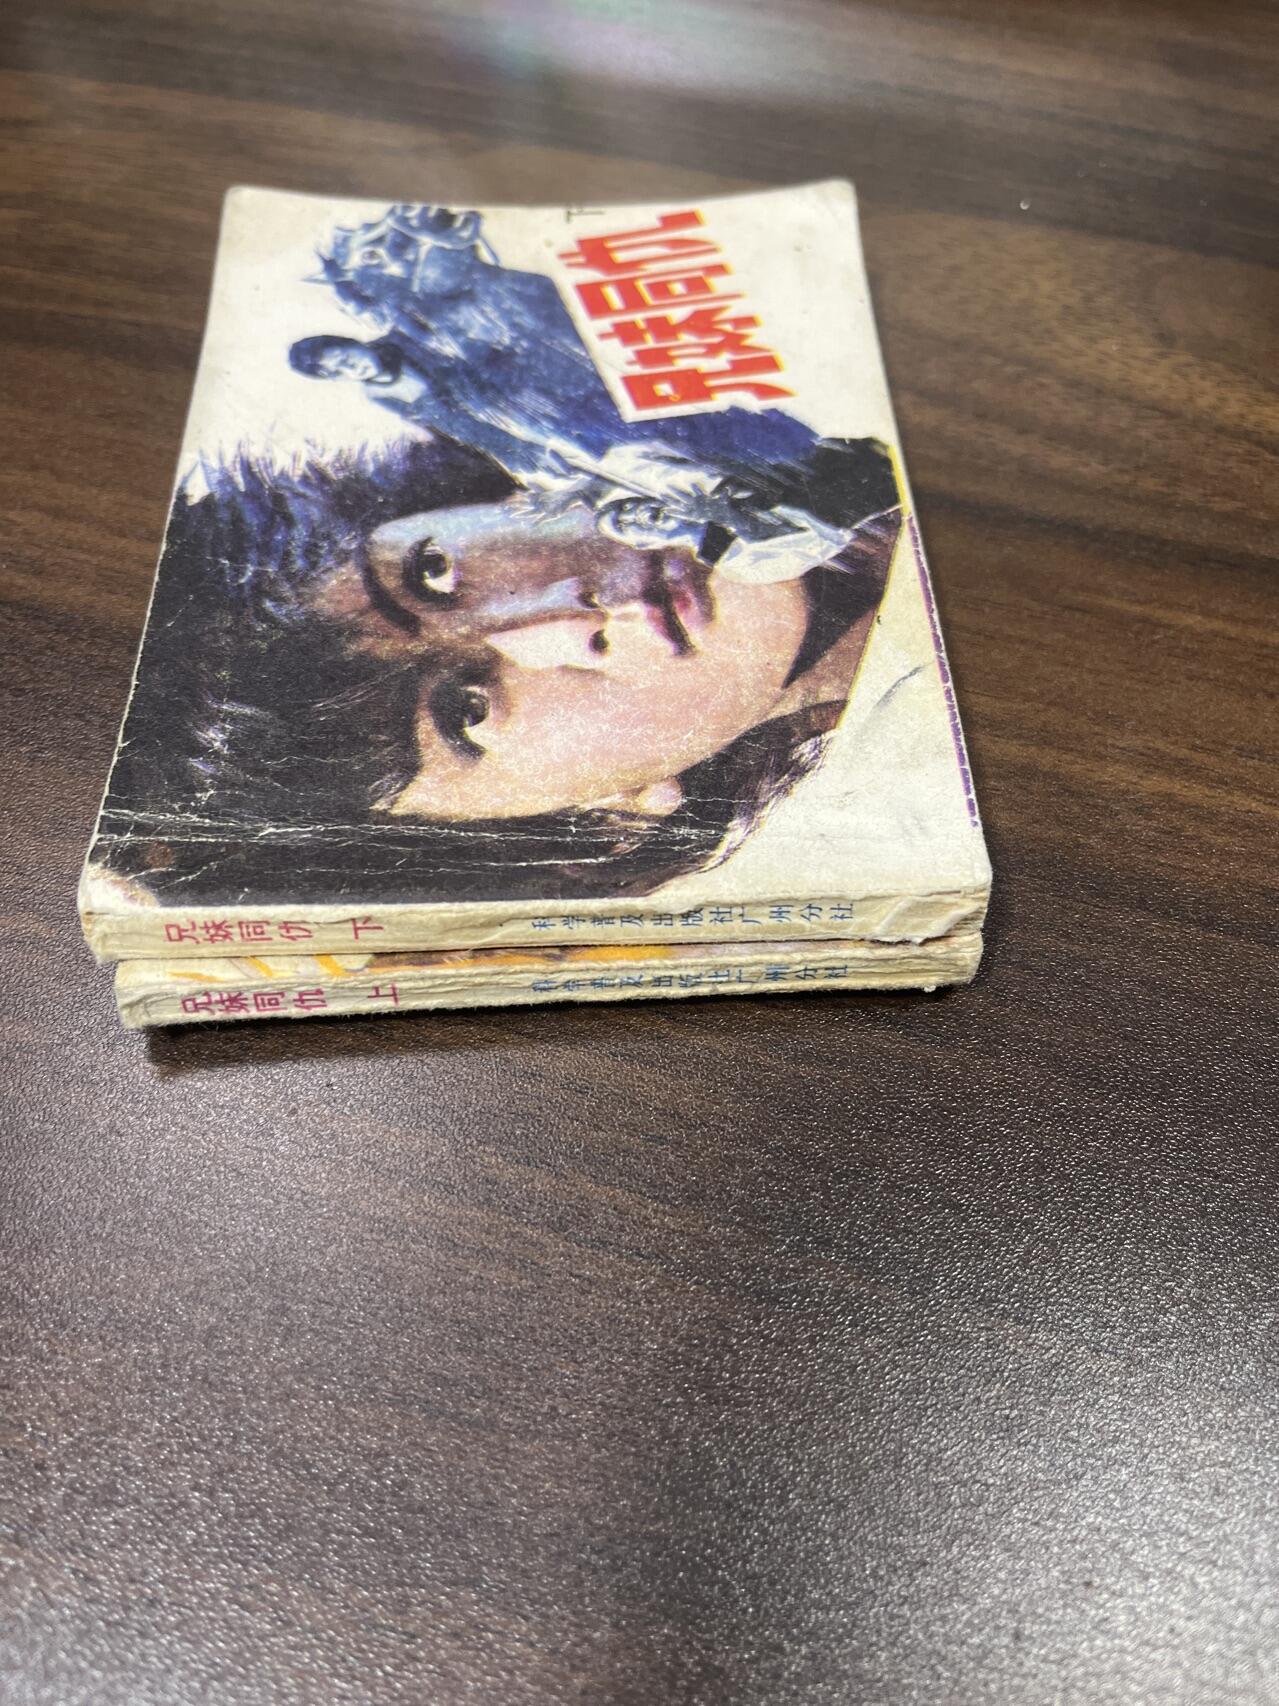 兄妹同仇
下
兄妹同仇 下 科学普及出版社广州分社
兄妹同仇 上 科学普及出版社广州分社